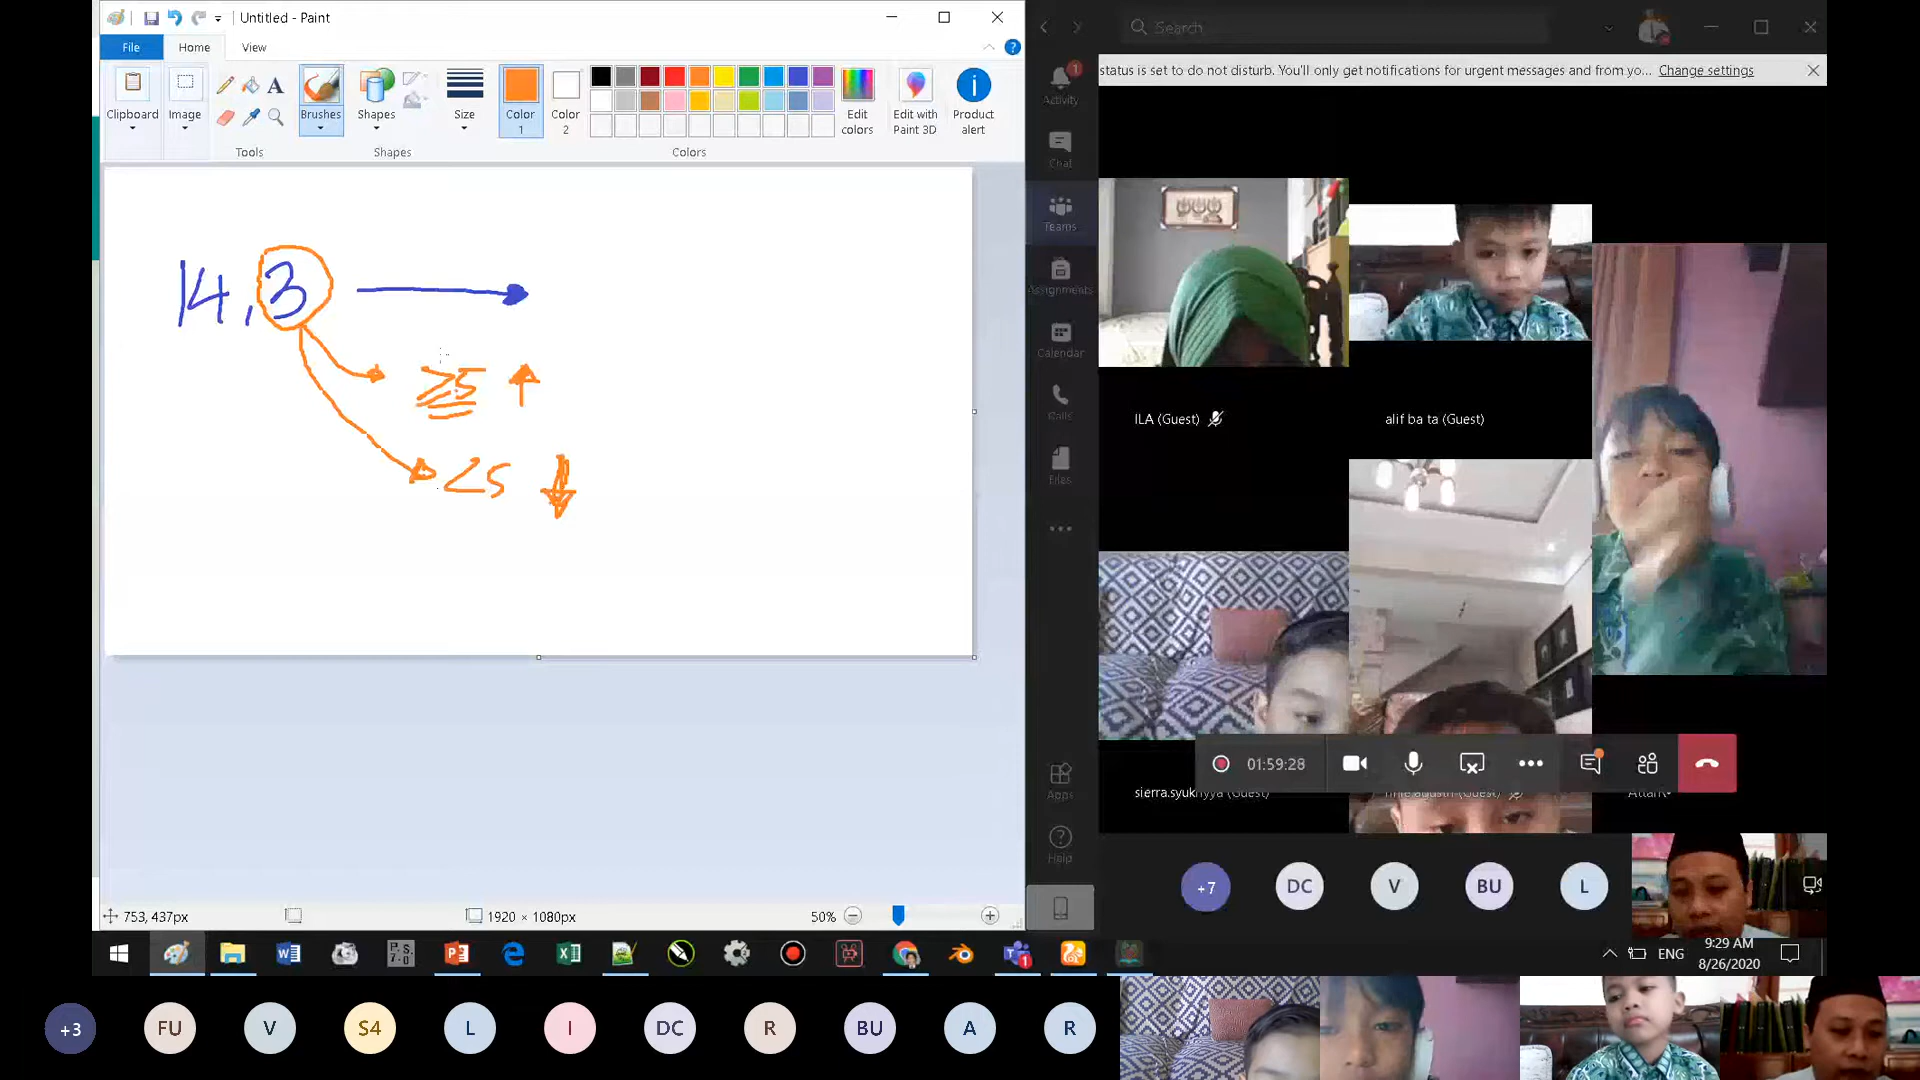 Untitled - Paint
File Home View
Clipboard
Image
Tools
Brushes
Shapes
Shapes
Size
Color 1
Color 2
Colors
Edit colors
Edit with Paint 3D
Product alert
14,3
≥5
<5
753, 437px
1920 × 1080px
50%
Search
status is set to do not disturb. You'll only get notifications for urgent messages and from yo... Change settings
1
Activity
Chat
Teams
Assignments
Calendar
Calls
Files
Apps
Help
ILA (Guest)
alif ba ta (Guest)
01:59:28
+7 DC V BU L
ENG
9:29 AM
8/26/2020
+3 FU V S4 L I DC R BU A R